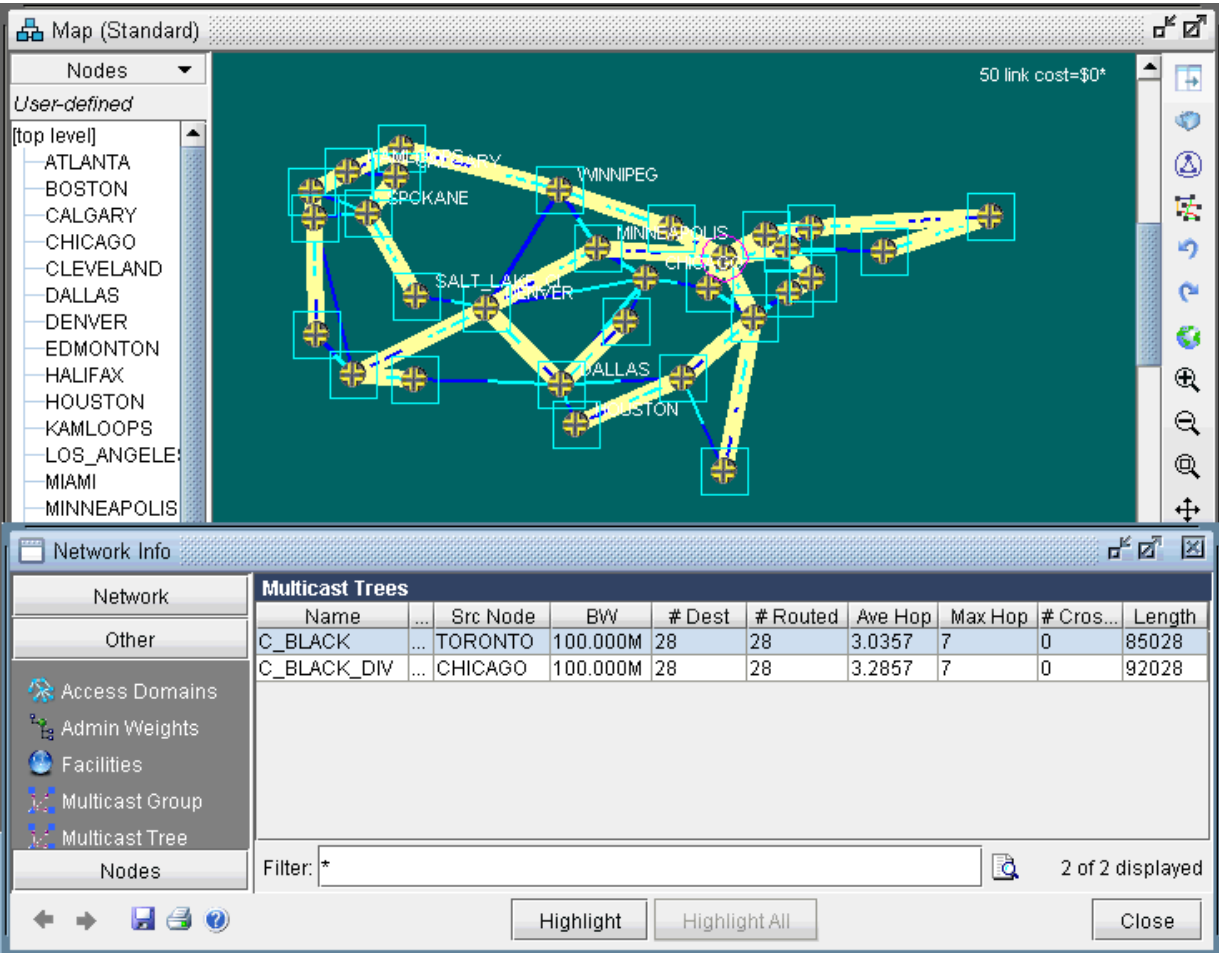 Map (Standard)
Nodes
User-defined
[top level]
ATLANTA
BOSTON
CALGARY
CHICAGO
CLEVELAND
DALLAS
DENVER
EDMONTON
HALIFAX
HOUSTON
KAMLOOPS
LOS_ANGELE
MIAMI
MINNEAPOLIS
50 link cost=$0*
WINNIPEG
SPOKANE
MINNEAPOLIS
SALT_LAKE
DENVER
DALLAS
HOUSTON
Network Info
Network
Other
Access Domains
Admin Weights
Facilities
Multicast Group
Multicast Tree
Nodes
Multicast Trees
Name ... Src Node BW # Dest # Routed Ave Hop Max Hop # Cros... Length
C_BLACK ... TORONTO 100.000M 28 28 3.0357 7 0 85028
C_BLACK_DIV ... CHICAGO 100.000M 28 28 3.2857 7 0 92028
Filter: * 2 of 2 displayed
Highlight Highlight All Close